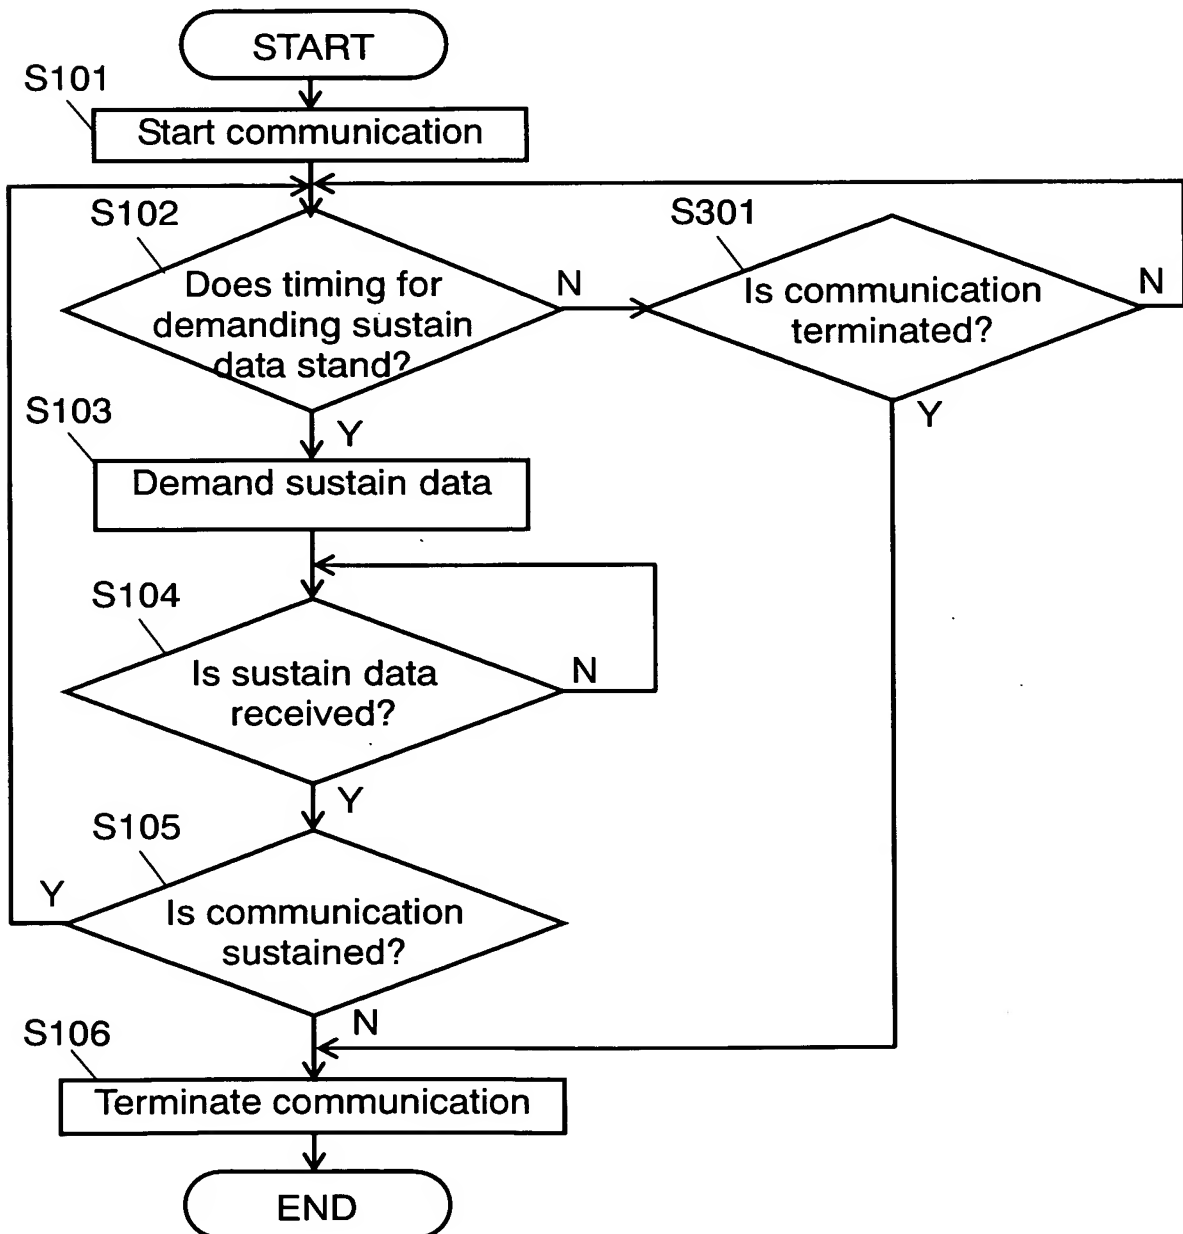 START
S101
Start communication
S102
S301
Does timing for
demanding sustain
data stand?
N
Is communication
terminated?
N
S103
Y
Y
Demand sustain data
S104
Is sustain data
received?
N
Y
S105
Y
Is communication
sustained?
N
S106
Terminate communication
END